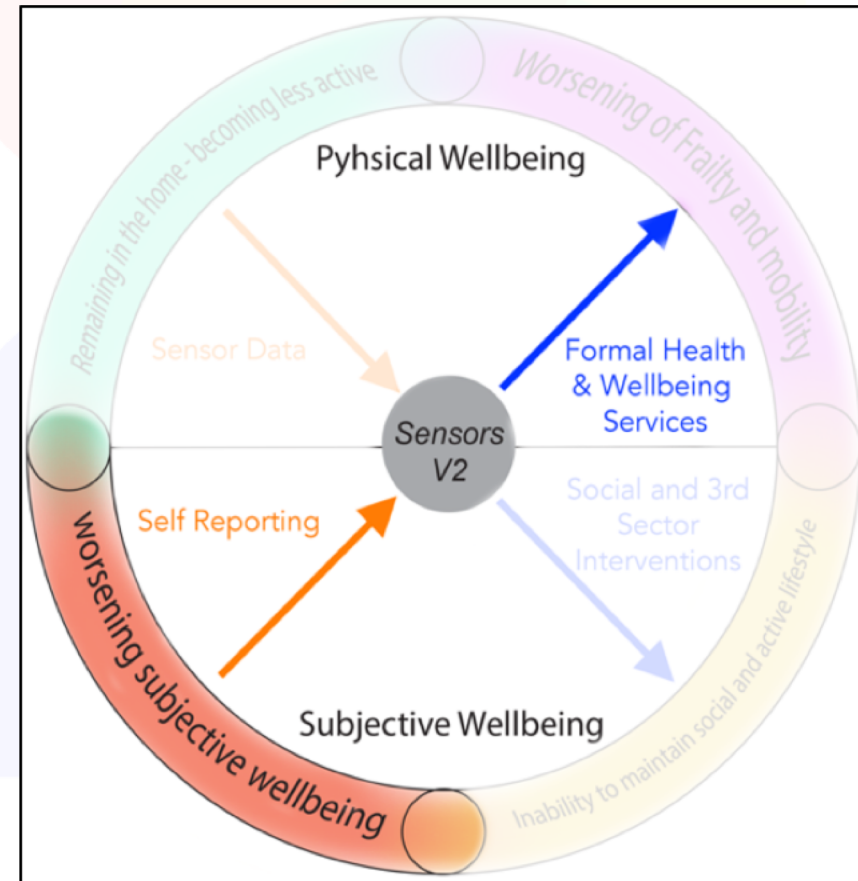 Remaining in the home - becoming less active
Worsening of Frailty and mobility
Pyhsical Wellbeing
Sensor Data
Formal Health
& Wellbeing
Services
Sensors
V2
Self Reporting
Social and 3rd
Sector
Interventions
worsening subjective wellbeing
Subjective Wellbeing
Inability to maintain social and active lifestyle